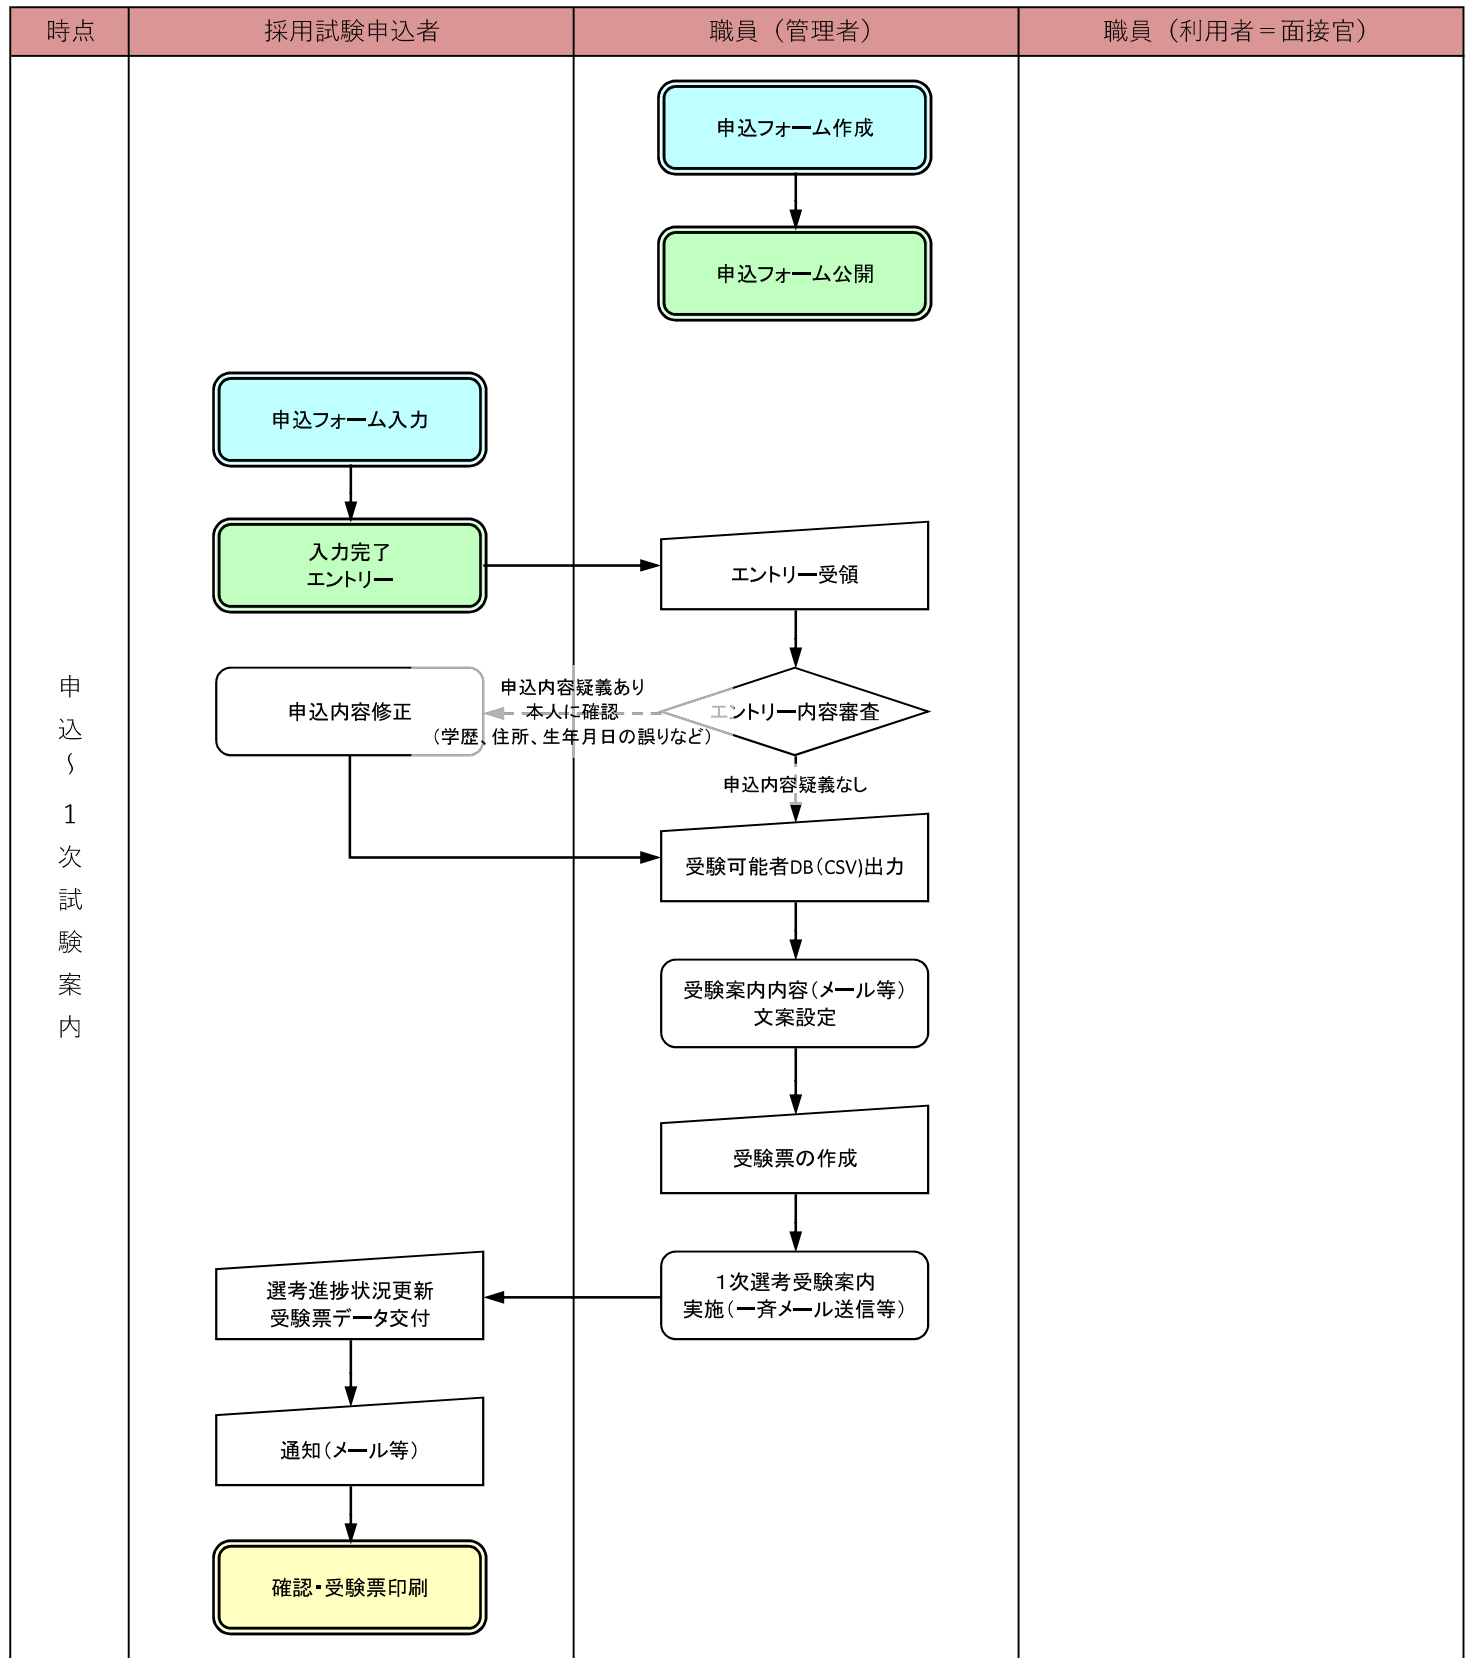 時点
採用試験申込者
職員（管理者）
職員（利用者＝面接官）
申込～１次試験案内
申込フォーム作成
申込フォーム公開
申込フォーム入力
入力完了
エントリー
エントリー受領
申込内容修正
申込内容疑義あり
本人に確認
（学歴、住所、生年月日の誤りなど）
エントリー内容審査
申込内容疑義なし
受験可能者DB（CSV)出力
受験案内内容（メール等）
文案設定
受験票の作成
１次選考受験案内
実施（一斉メール送信等）
選考進捗状況更新
受験票データ交付
通知（メール等）
確認・受験票印刷